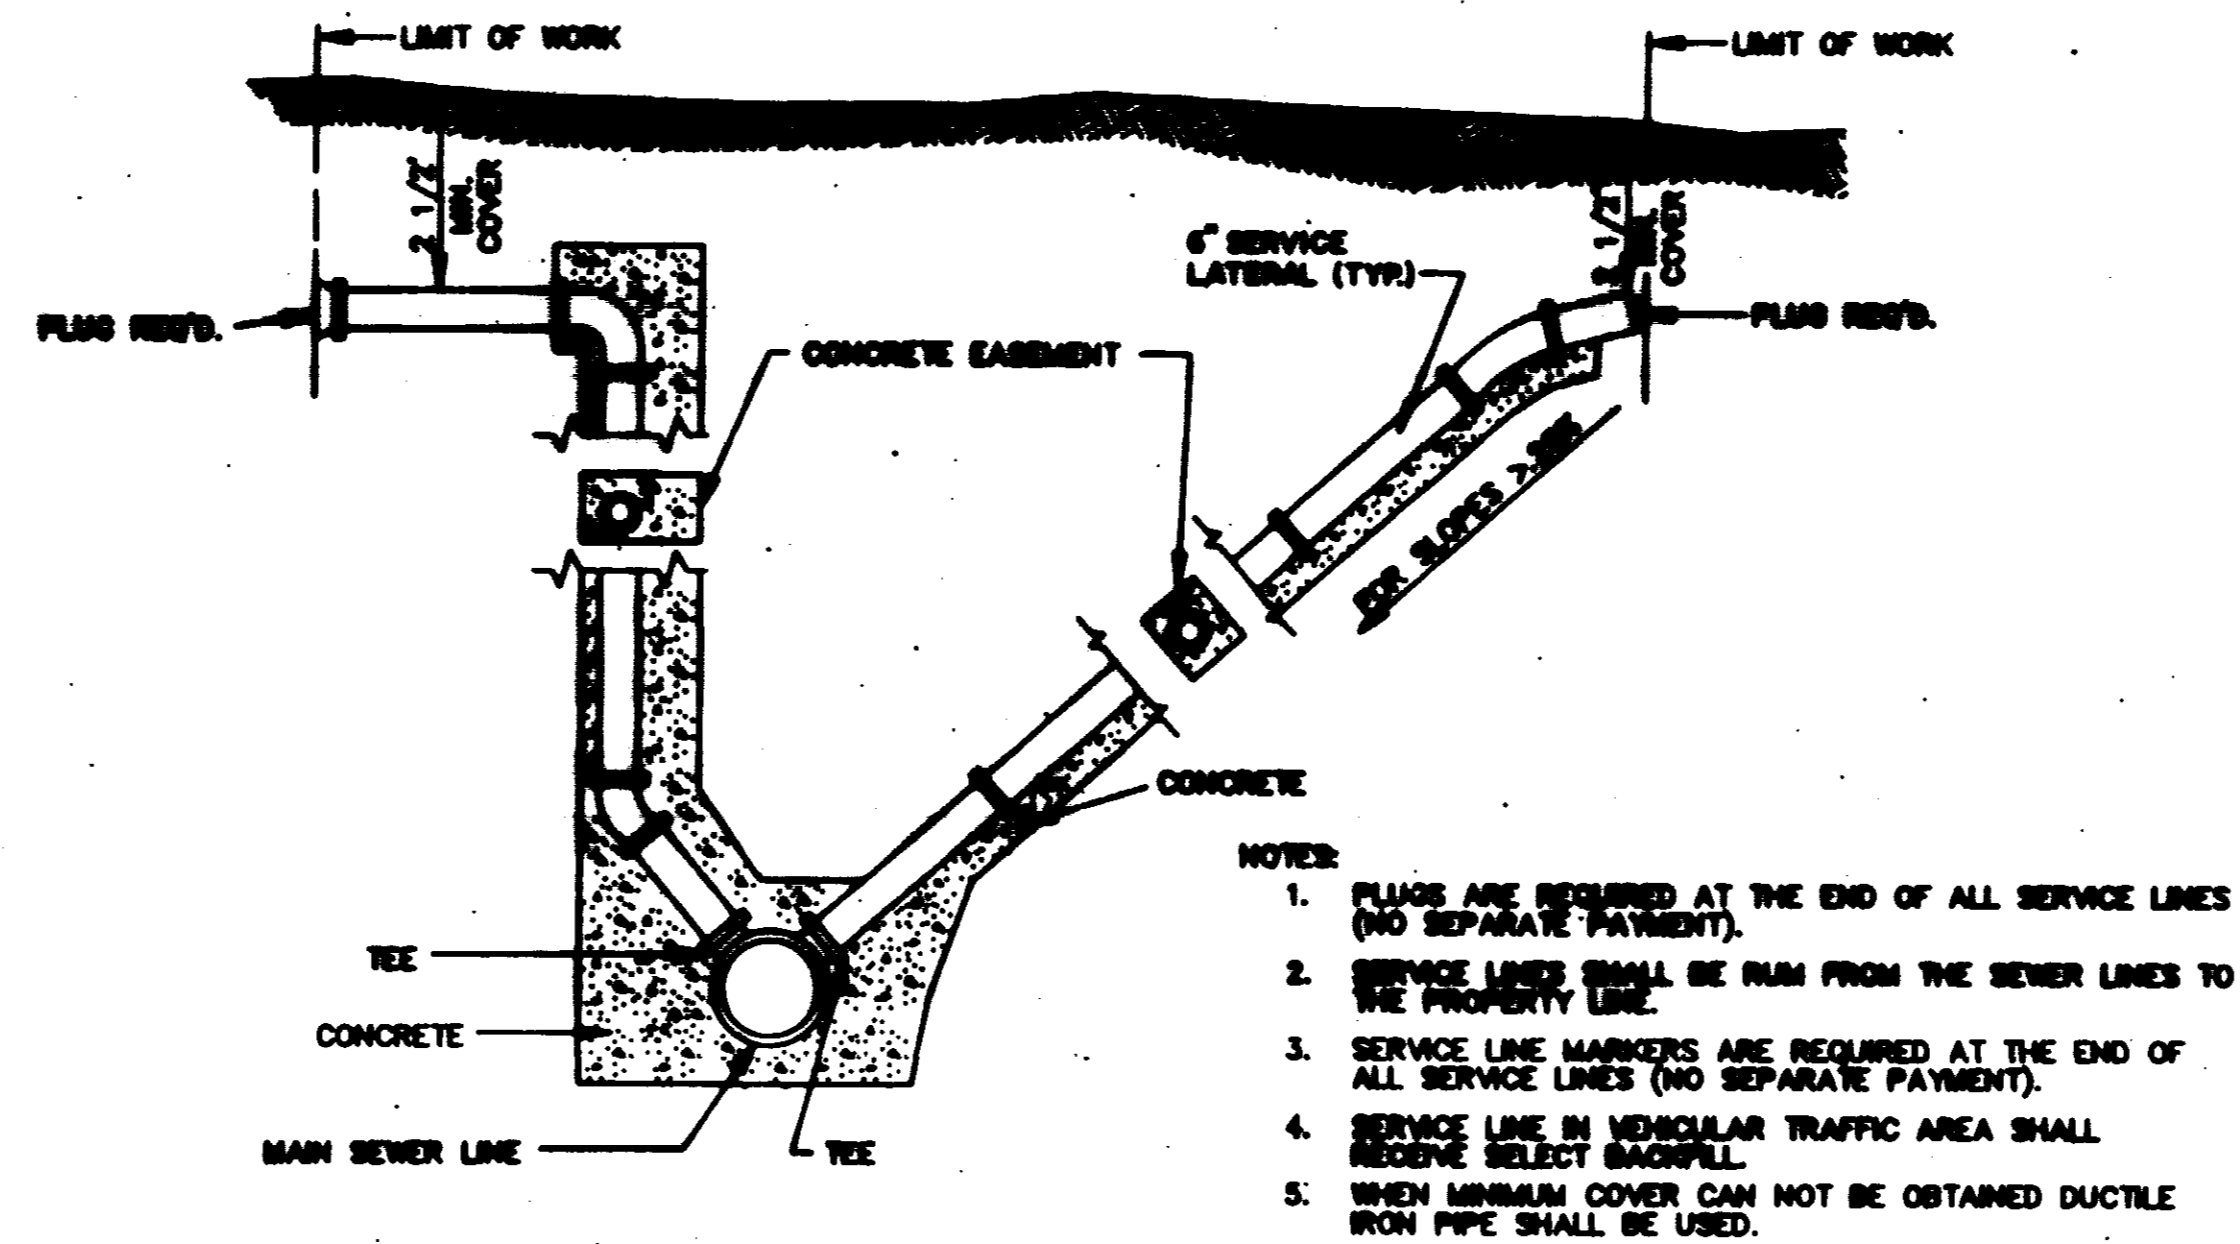 LIMIT OF WORK
LIMIT OF WORK
2 1/2'
MIN.
COVER
2 1/2'
COVER
6" SERVICE
LATERAL (TYP.)
PLUG REQ'D.
PLUG REQ'D.
CONCRETE EASEMENT
FOR SLOPES >
CONCRETE
TEE
CONCRETE
MAIN SEWER LINE
TEE
NOTES:
1. PLUGS ARE REQUIRED AT THE END OF ALL SERVICE LINES
(NO SEPARATE PAYMENT).
2. SERVICE LINES SHALL BE RUM FROM THE SEWER LINES TO
THE PROPERTY LINE.
3. SERVICE LINE MARKERS ARE REQUIRED AT THE END OF
ALL SERVICE LINES (NO SEPARATE PAYMENT).
4. SERVICE LINE IN VEHICULAR TRAFFIC AREA SHALL
RECEIVE SELECT BACKFILL.
5. WHEN MINIMUM COVER CAN NOT BE OBTAINED DUCTILE
IRON PIPE SHALL BE USED.